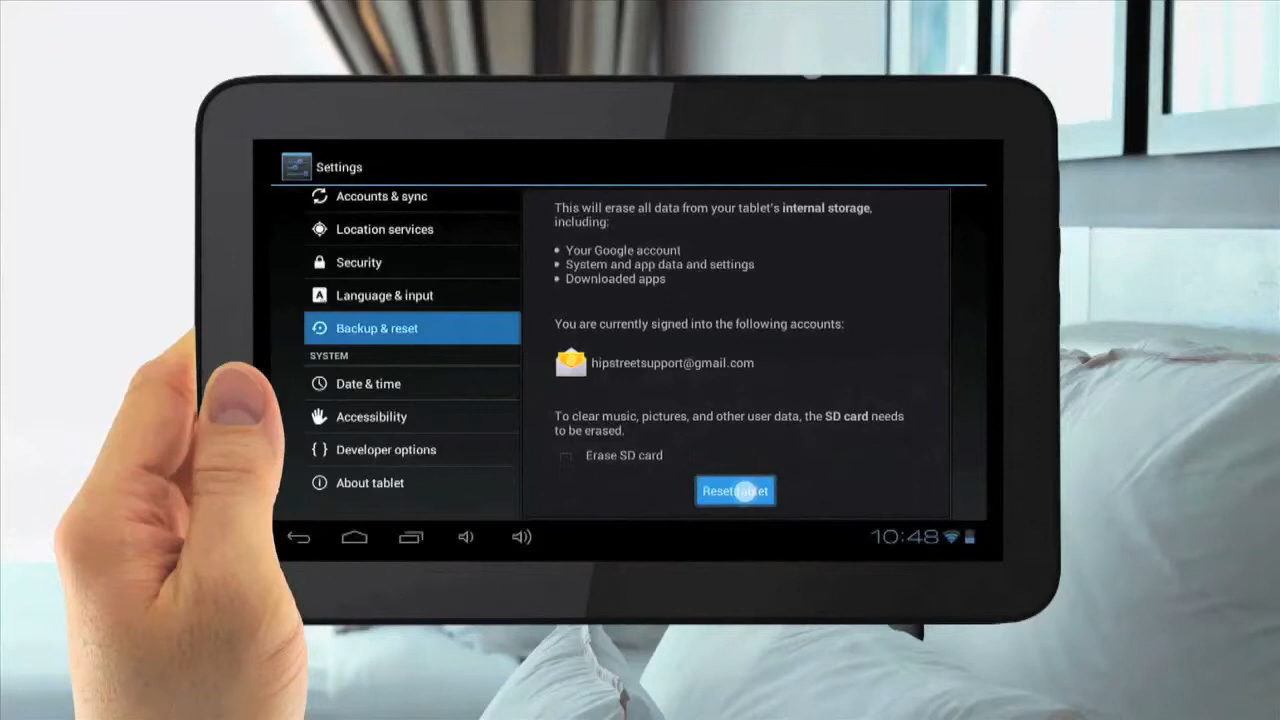 Settings
Accounts & sync
Location services
Security
Language & input
Backup & reset
SYSTEM
Date & time
Accessibility
Developer options
About tablet
This will erase all data from your tablet's internal storage,
including:
• Your Google account
• System and app data and settings
• Downloaded apps
You are currently signed into the following accounts:
hipstreetsupport@gmail.com
To clear music, pictures, and other user data, the SD card needs
to be erased.
Erase SD card
Reset tablet
10:48